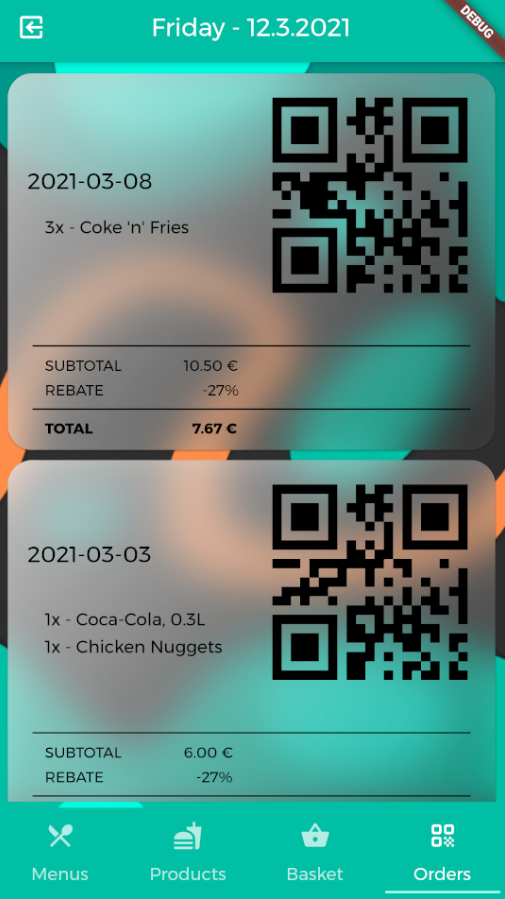 Friday - 12.3.2021
DEBUG
2021-03-08
3x - Coke 'n' Fries
SUBTOTAL 10.50 €
REBATE -27%
TOTAL 7.67 €
2021-03-03
1x - Coca-Cola, 0.3L
1x - Chicken Nuggets
SUBTOTAL 6.00 €
REBATE -27%
Menus Products Basket Orders